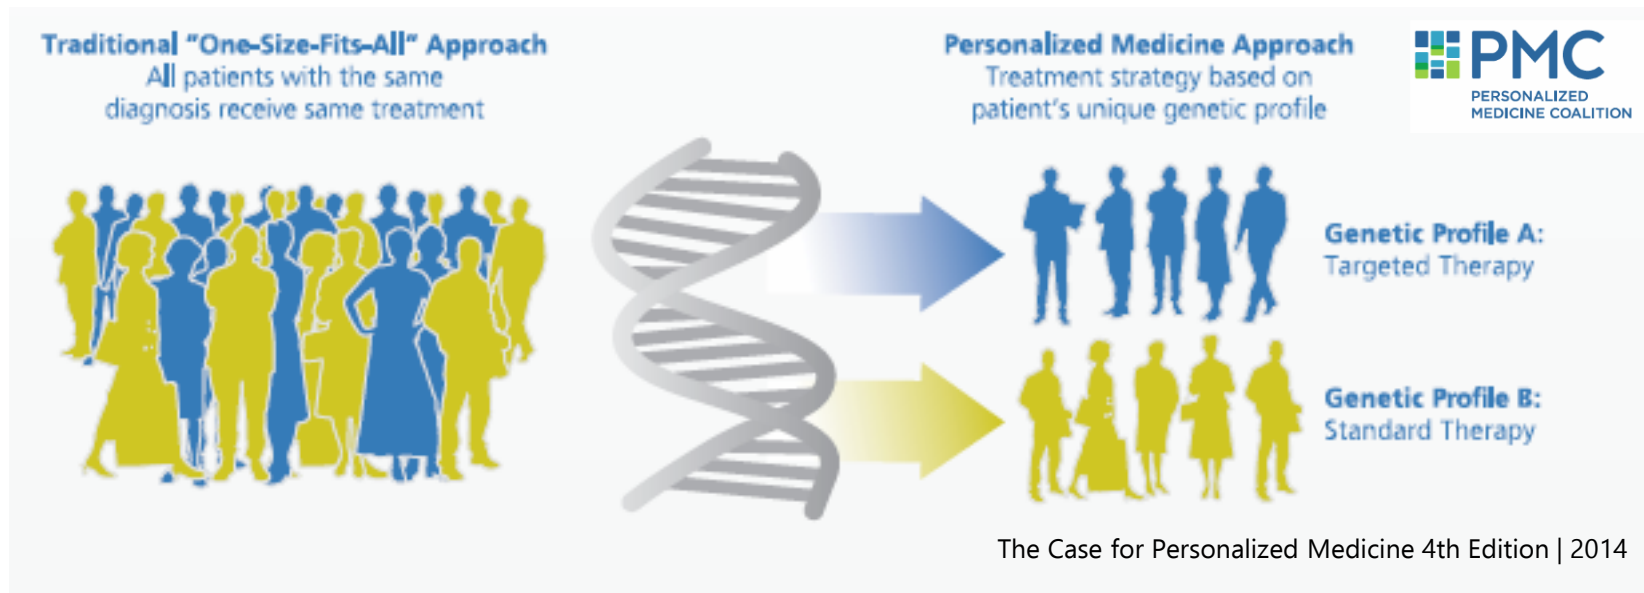 Traditional "One-Size-Fits-All" Approach
All patients with the same
diagnosis receive same treatment
Personalized Medicine Approach
Treatment strategy based on
patient's unique genetic profile
PMC
PERSONALIZED
MEDICINE COALITION
Genetic Profile A:
Targeted Therapy
Genetic Profile B:
Standard Therapy
The Case for Personalized Medicine 4th Edition | 2014